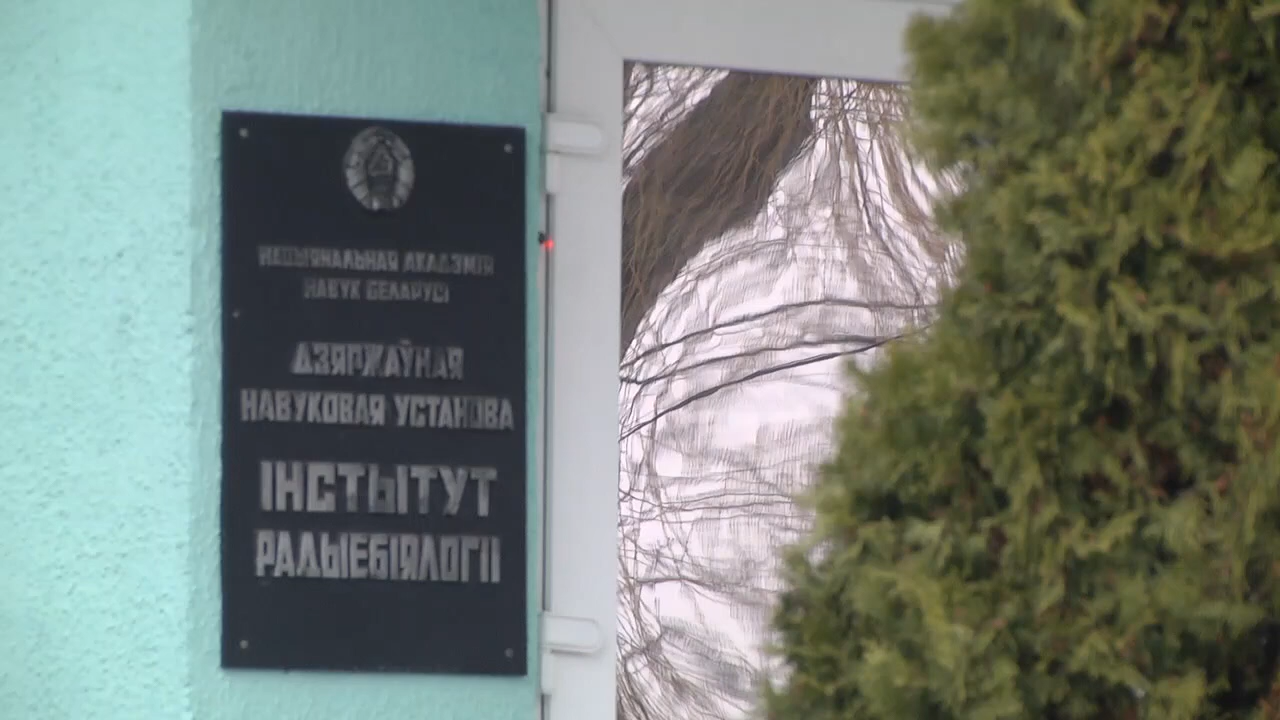 НАЦЫЯНАЛЬНАЯ АКАДЭМІЯ
НАВУК БЕЛАРУСІ
ДЗЯРЖАЎНАЯ
НАВУКОВАЯ УСТАНОВА
ІНСТЫТУТ
РАДЫЕБІЯЛОГІІ